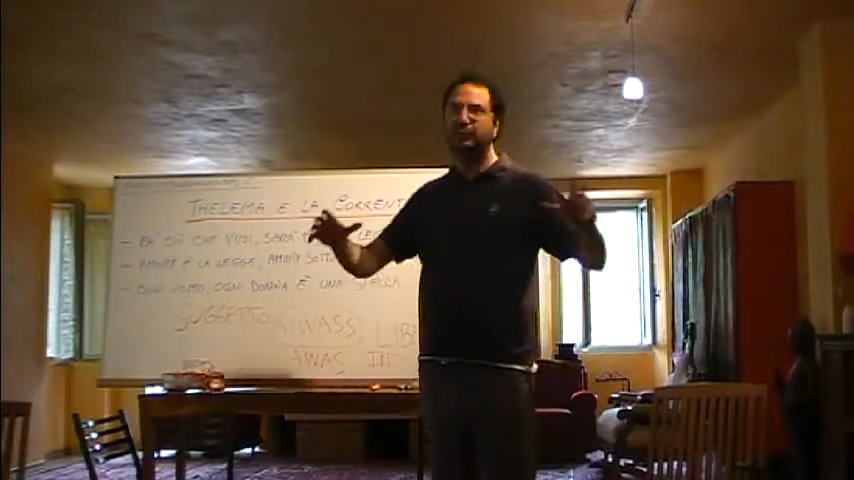 THELEMA E LA CORRENT
- FA' CIÒ CHE VUOI, SARÀ
- AMORE È LA LEGGE, AMORE SOTTO
- OGNI UOMO, OGNI DONNA È UNA STELLA
SUGGETTO AIWASS LIB
AWAS III